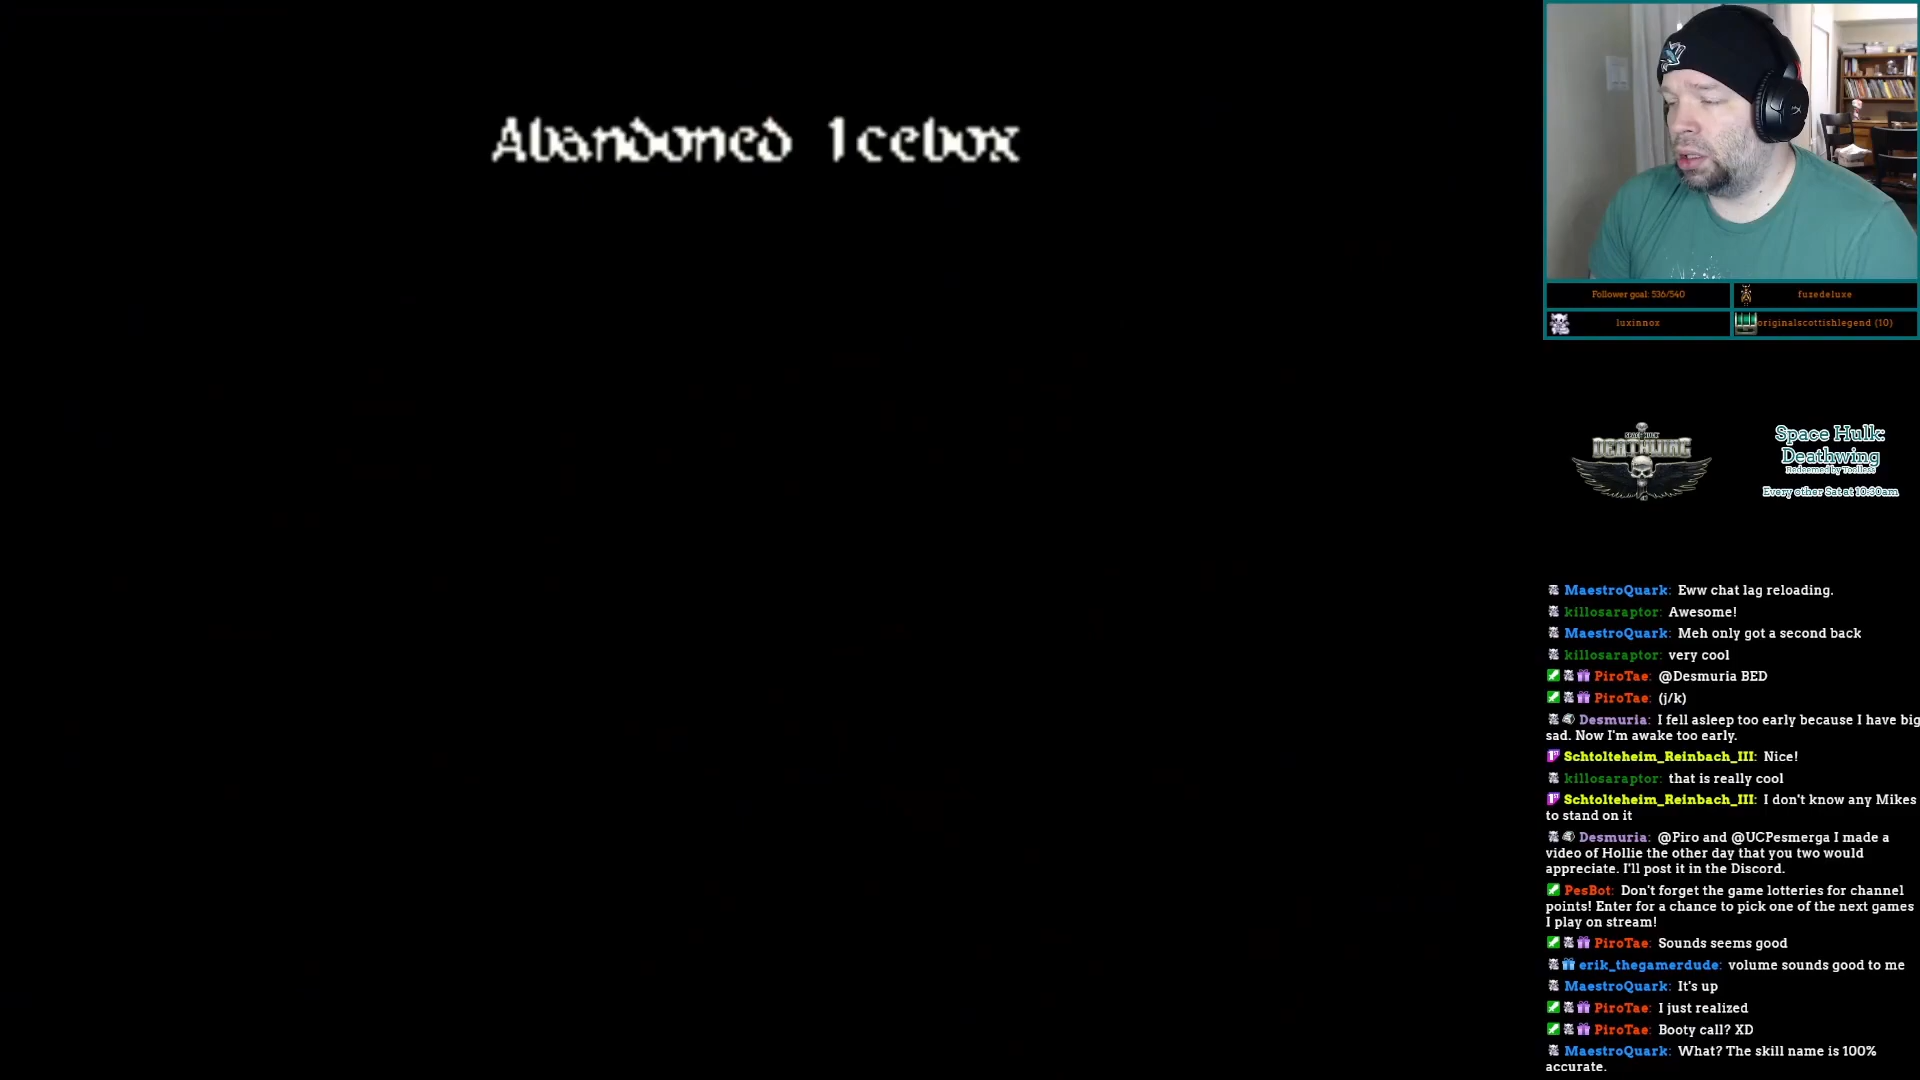 Abandoned Icebox
Follower goal: 536/540
fuzedeluxe
luxinnox
originalscottishlegend (10)
SPACE HULK
DEATHWING
Space Hulk:
Deathwing
Redeemed by Toolless
Every other Sat at 10:30am
MaestroQuark: Eww chat lag reloading.
killosaraptor: Awesome!
MaestroQuark: Meh only got a second back
killosaraptor: very cool
PiroTae: @Desmuria BED
PiroTae: (j/k)
Desmuria: I fell asleep too early because I have big
sad. Now I'm awake too early.
Schtolteheim_Reinbach_III: Nice!
killosaraptor: that is really cool
Schtolteheim_Reinbach_III: I don't know any Mikes
to stand on it
Desmuria: @Piro and @UCPesmerga I made a
video of Hollie the other day that you two would
appreciate. I'll post it in the Discord.
PesBot: Don't forget the game lotteries for channel
points! Enter for a chance to pick one of the next games
I play on stream!
PiroTae: Sounds seems good
erik_thegamerdude: volume sounds good to me
MaestroQuark: It's up
PiroTae: I just realized
PiroTae: Booty call? XD
MaestroQuark: What? The skill name is 100%
accurate.